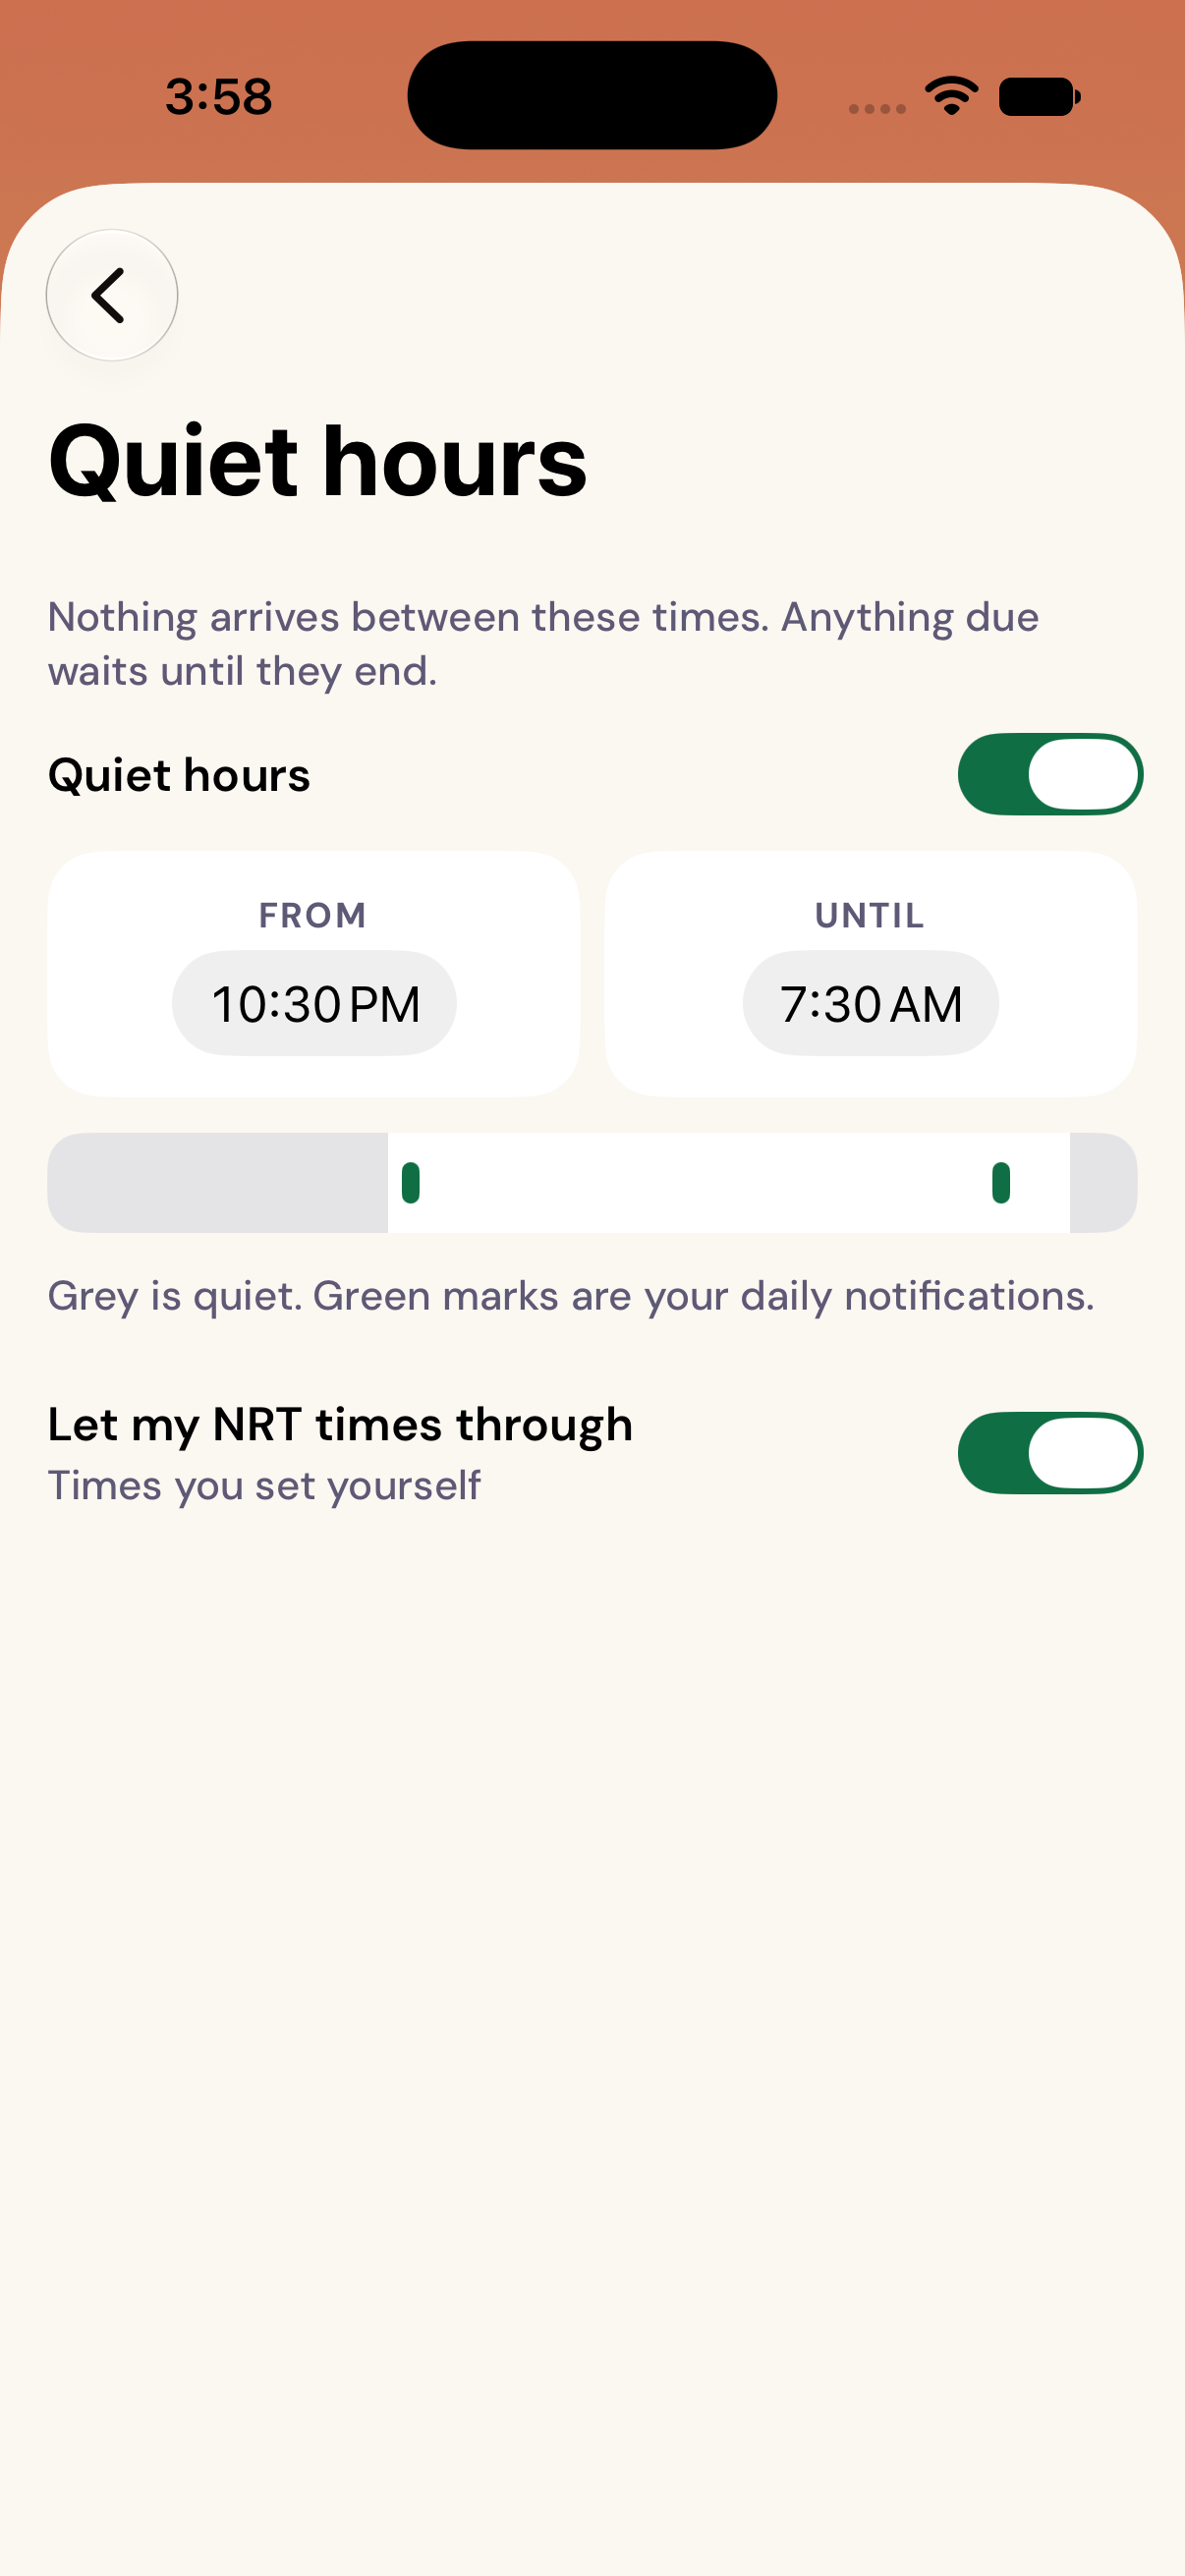 3:58
Quiet hours
Nothing arrives between these times. Anything due
waits until they end.
Quiet hours
FROM
UNTIL
10:30 PM
7:30 AM
Grey is quiet. Green marks are your daily notifications.
Let my NRT times through
Times you set yourself